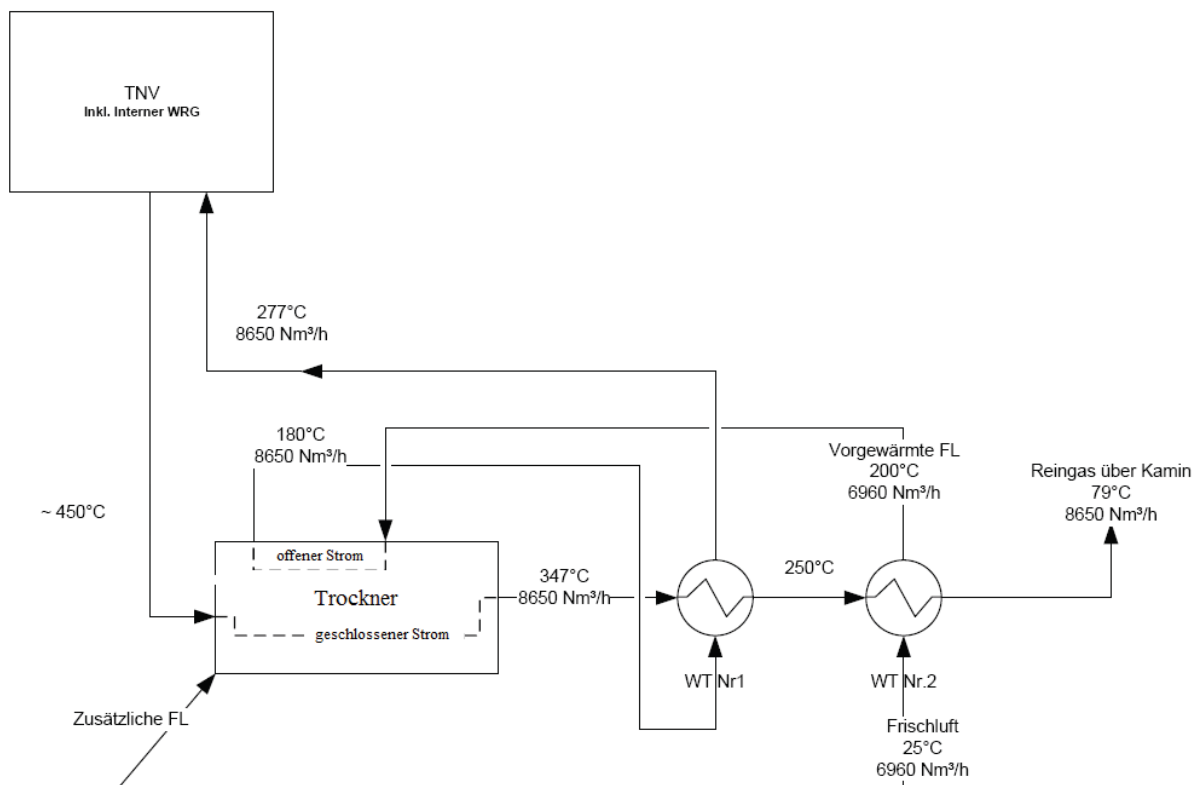 TNV
Inkl. Interner WRG
277°C
8650 Nm³/h
180°C
8650 Nm³/h
Vorgewärmte FL
200°C
6960 Nm³/h
Reingas über Kamin
79°C
8650 Nm³/h
~ 450°C
offener Strom
Trockner
geschlossener Strom
347°C
8650 Nm³/h
250°C
WT Nr1
WT Nr.2
Zusätzliche FL
Frischluft
25°C
6960 Nm³/h